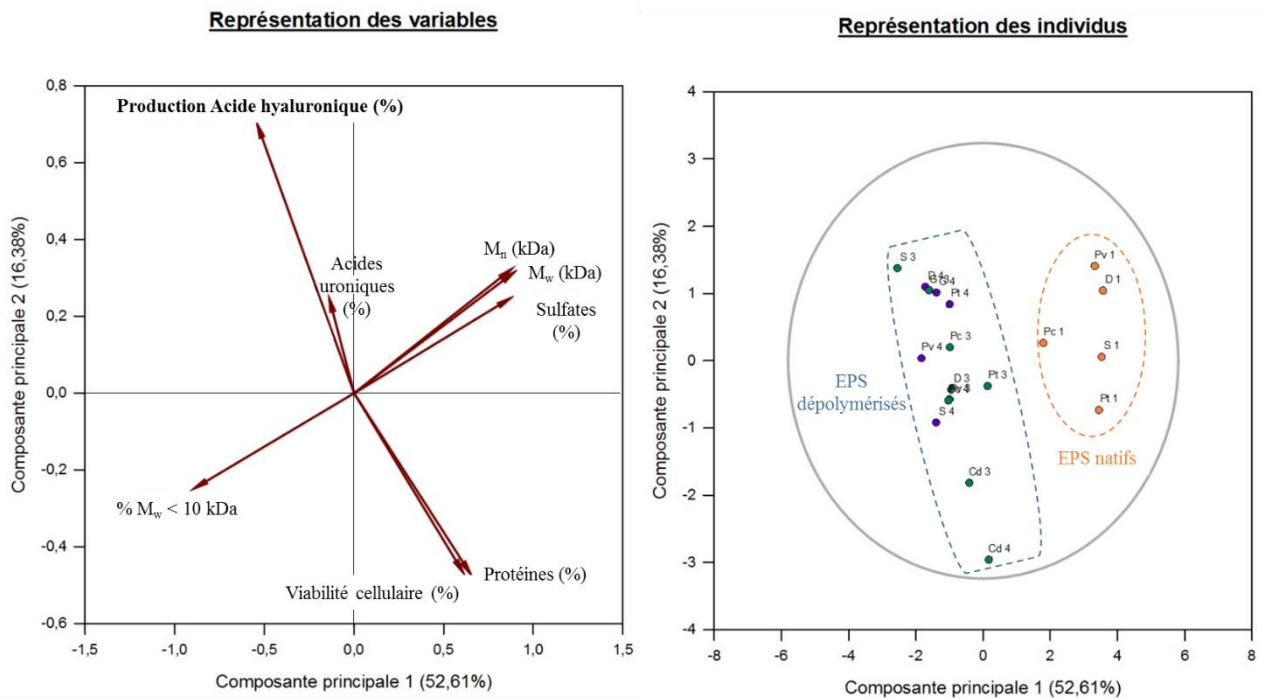 Représentation des variables
0,8
0,6
0,4
0,2
0,0
-0,2
-0,4
-0,6
-1,5
-1,0
-0,5
0,0
0,5
1,0
1,5
Composante principale 2 (16,38%)
Composante principale 1 (52,61%)
Production Acide hyaluronique (%)
Acides
uroniques
(%)
Mn (kDa)
Mw (kDa)
Sulfates
(%)
% Mw < 10 kDa
Protéines (%)
Viabilité cellulaire (%)
Représentation des individus
4
3
2
1
0
-1
-2
-3
-4
-8
-6
-4
-2
0
2
4
6
8
Composante principale 2 (16,38%)
Composante principale 1 (52,61%)
S 3
D 4
Pt 4
Pc 3
Pv 4
D 3
Pt 3
S 4
Cd 3
Cd 4
EPS
dépolymérisés
Pv 1
D 1
Pc 1
S 1
Pt 1
EPS natifs